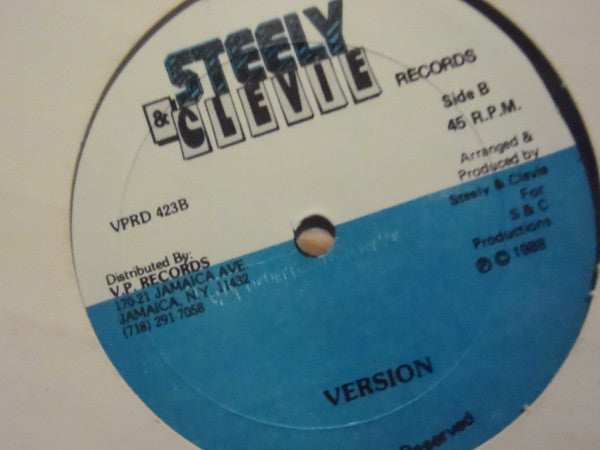 STEELY
& CLEVIE
RECORDS
Side B
45 R.P.M.
VPRD 423B
Arranged &
Produced by
Steely & Clevie
For
S & C
Productions
℗ © 1988
Distributed By:
V.P. RECORDS
170-21 JAMAICA AVE
JAMAICA, N.Y. 11432
(718) 291-7058
VERSION
Reserved